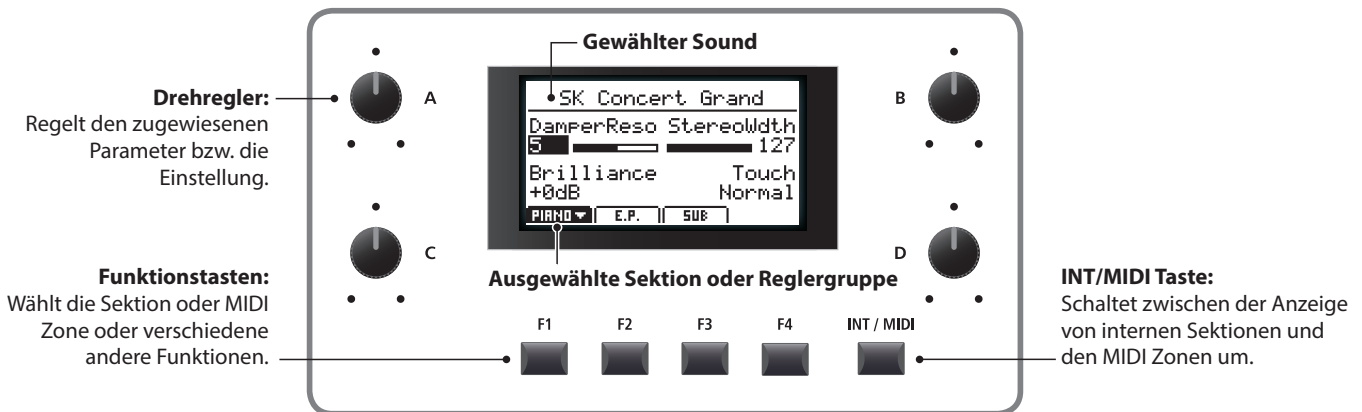 Gewählter Sound
Drehregler:
Regelt den zugewiesenen
Parameter bzw. die
Einstellung.
A
B
SK Concert Grand
DamperReso StereoWdth
5 127
Brilliance Touch
+0dB Normal
PIANO E.P. SUB
C
D
Ausgewählte Sektion oder Reglergruppe
Funktionstasten:
Wählt die Sektion oder MIDI
Zone oder verschiedene
andere Funktionen.
F1 F2 F3 F4 INT / MIDI
INT/MIDI Taste:
Schaltet zwischen der Anzeige
von internen Sektionen und
den MIDI Zonen um.